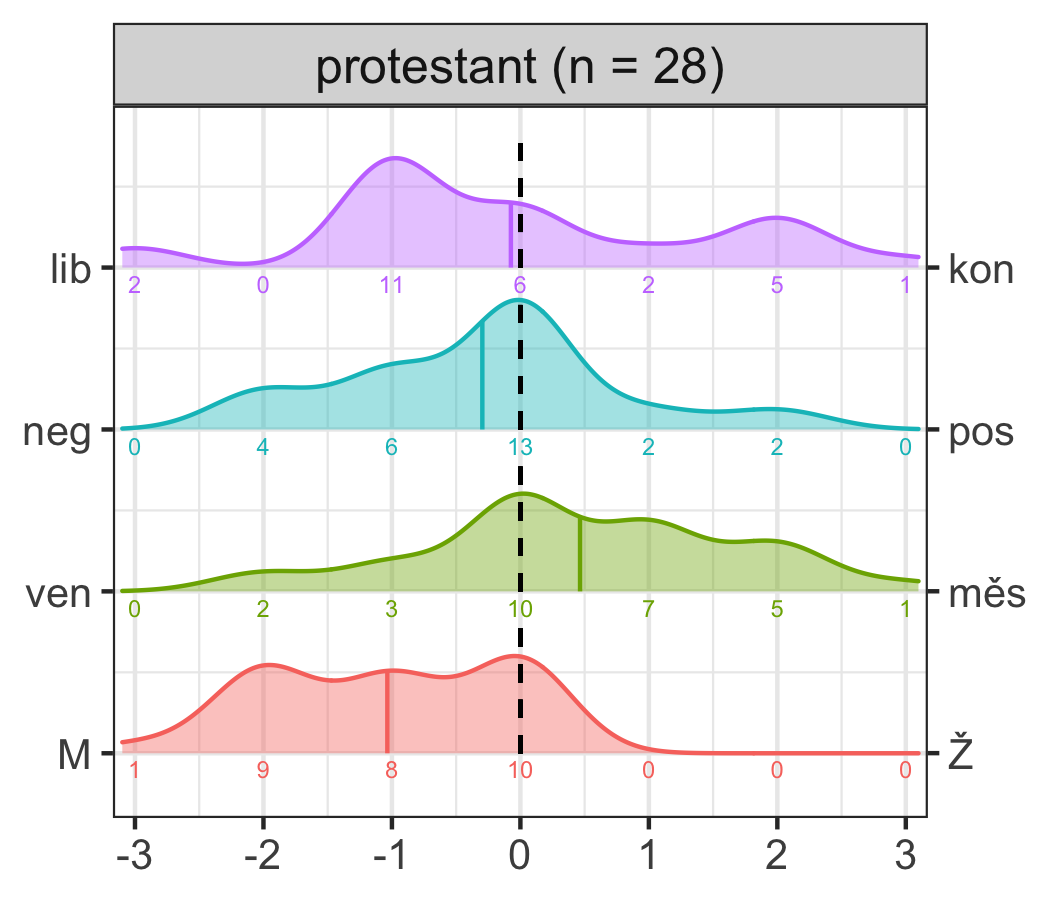 protestant (n = 28)
lib kon
2 0 11 6 2 5 1
neg pos
0 4 6 13 2 2 0
ven měs
0 2 3 10 7 5 1
M Ž
1 9 8 10 0 0 0
-3 -2 -1 0 1 2 3